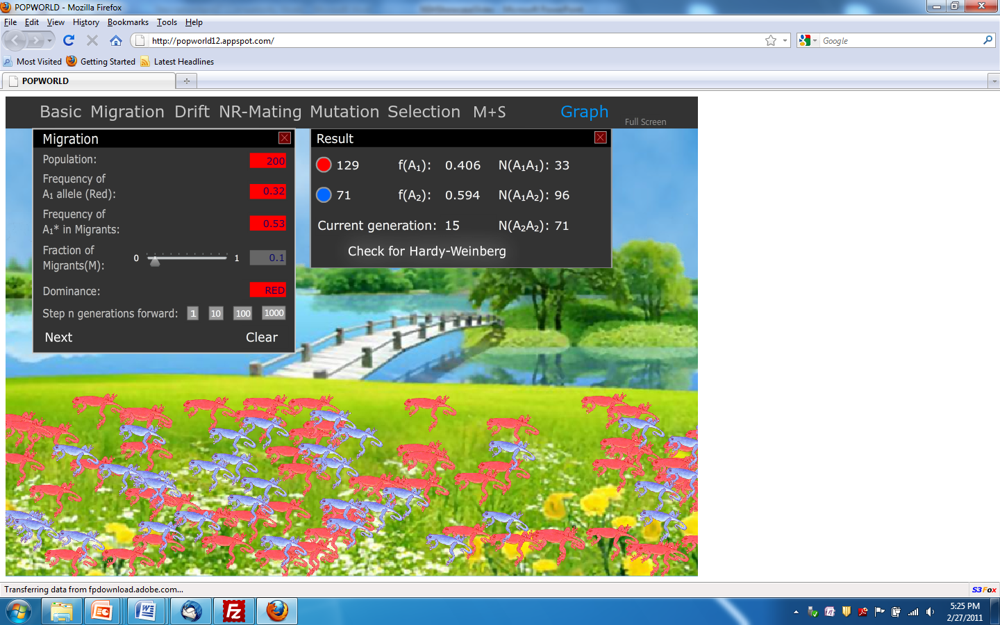 POPWORLD - Mozilla Firefox
File Edit View History Bookmarks Tools Help
http://popworld12.appspot.com/
Google
Most Visited Getting Started Latest Headlines
POPWORLD
Basic Migration Drift NR-Mating Mutation Selection M+S Graph Full Screen
Migration
Population: 200
Frequency of
A₁ allele (Red): 0.32
Frequency of
A₁* in Migrants: 0.53
Fraction of
Migrants(M): 0 1 0.1
Dominance: RED
Step n generations forward: 1 10 100 1000
Next Clear
Result
129 f(A₁): 0.406 N(A₁A₁): 33
71 f(A₂): 0.594 N(A₁A₂): 96
Current generation: 15 N(A₂A₂): 71
Check for Hardy-Weinberg
Transferring data from fpdownload.adobe.com...
S3Fox
5:25 PM
2/27/2011